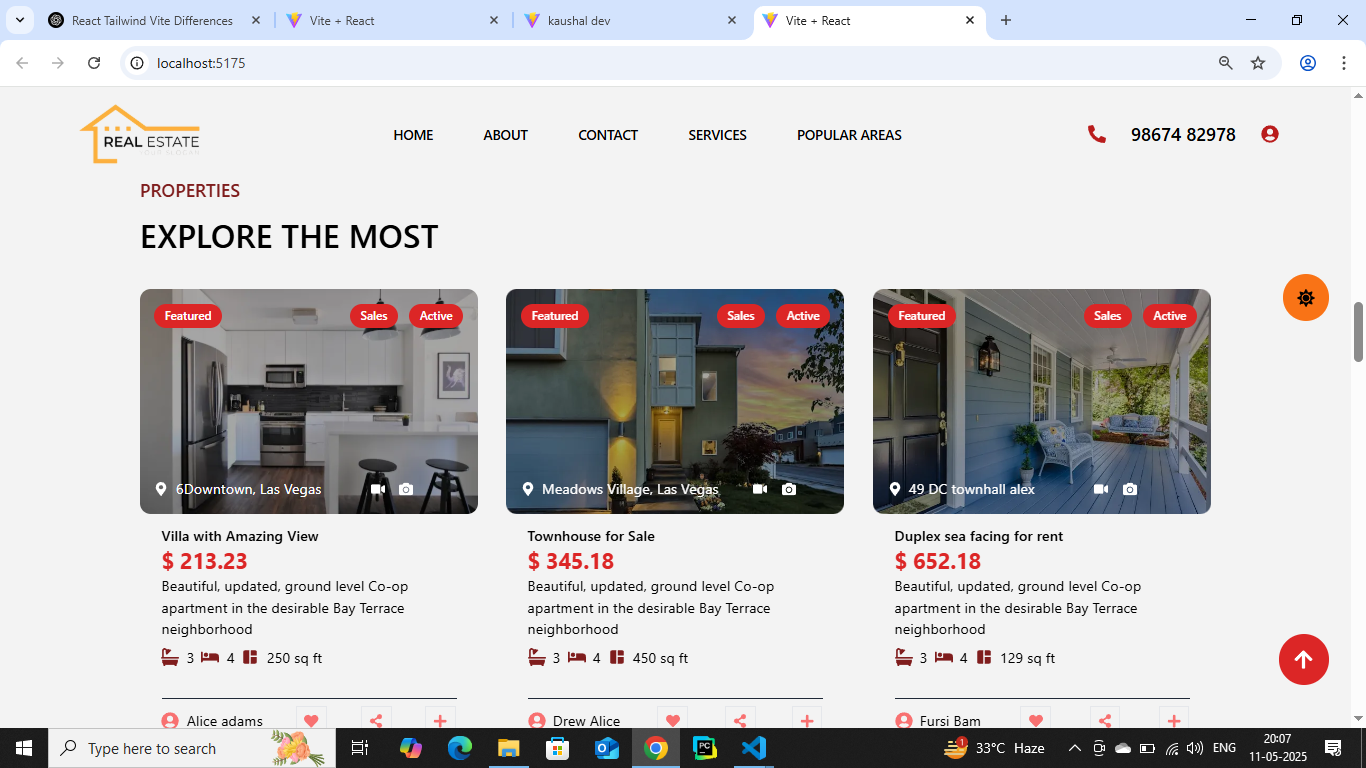 React Tailwind Vite Differences
Vite + React
kaushal dev
Vite + React
localhost:5175
REAL ESTATE
HOME
ABOUT
CONTACT
SERVICES
POPULAR AREAS
98674 82978
PROPERTIES
EXPLORE THE MOST
Featured
Sales
Active
6Downtown, Las Vegas
Villa with Amazing View
$ 213.23
Beautiful, updated, ground level Co-op
apartment in the desirable Bay Terrace
neighborhood
3
4
250 sq ft
Alice adams
Featured
Sales
Active
Meadows Village, Las Vegas
Townhouse for Sale
$ 345.18
Beautiful, updated, ground level Co-op
apartment in the desirable Bay Terrace
neighborhood
3
4
450 sq ft
Drew Alice
Featured
Sales
Active
49 DC townhall alex
Duplex sea facing for rent
$ 652.18
Beautiful, updated, ground level Co-op
apartment in the desirable Bay Terrace
neighborhood
3
4
129 sq ft
Fursi Bam
Type here to search
PC
1
33°C Haze
ENG
20:07
11-05-2025